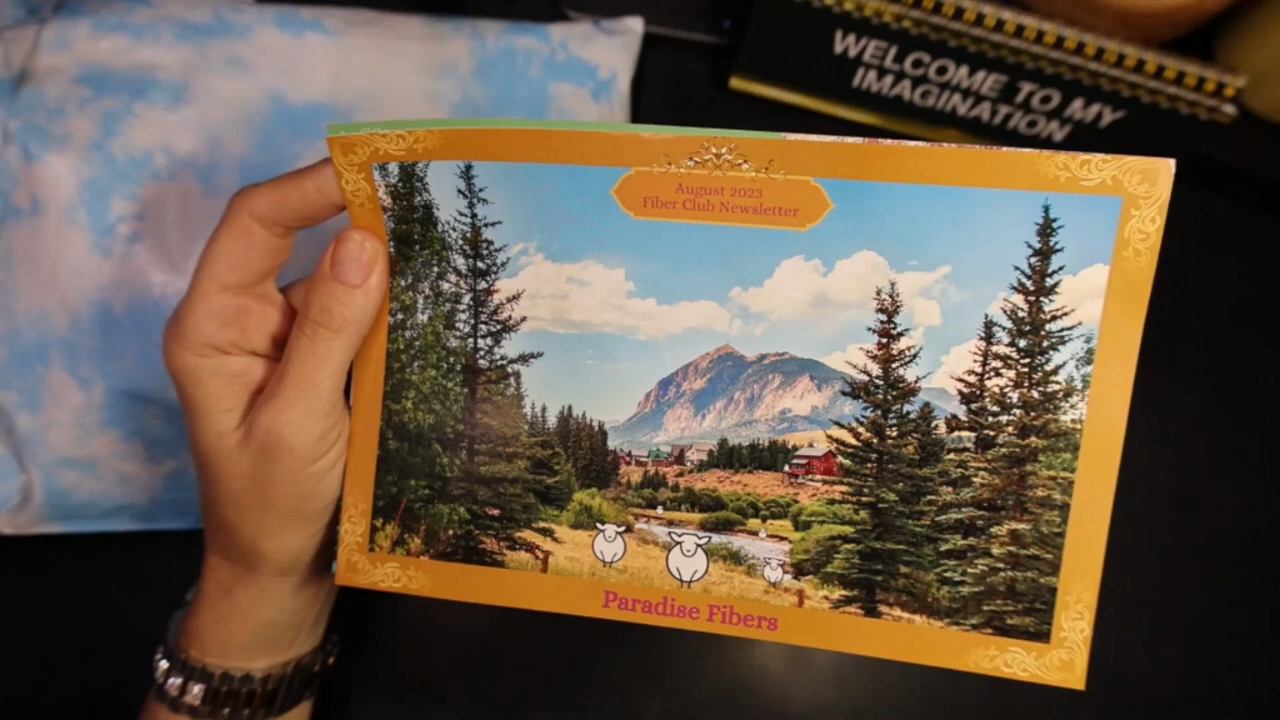 WELCOME TO MY
IMAGINATION
August 2023
Fiber Club Newsletter
Paradise Fibers